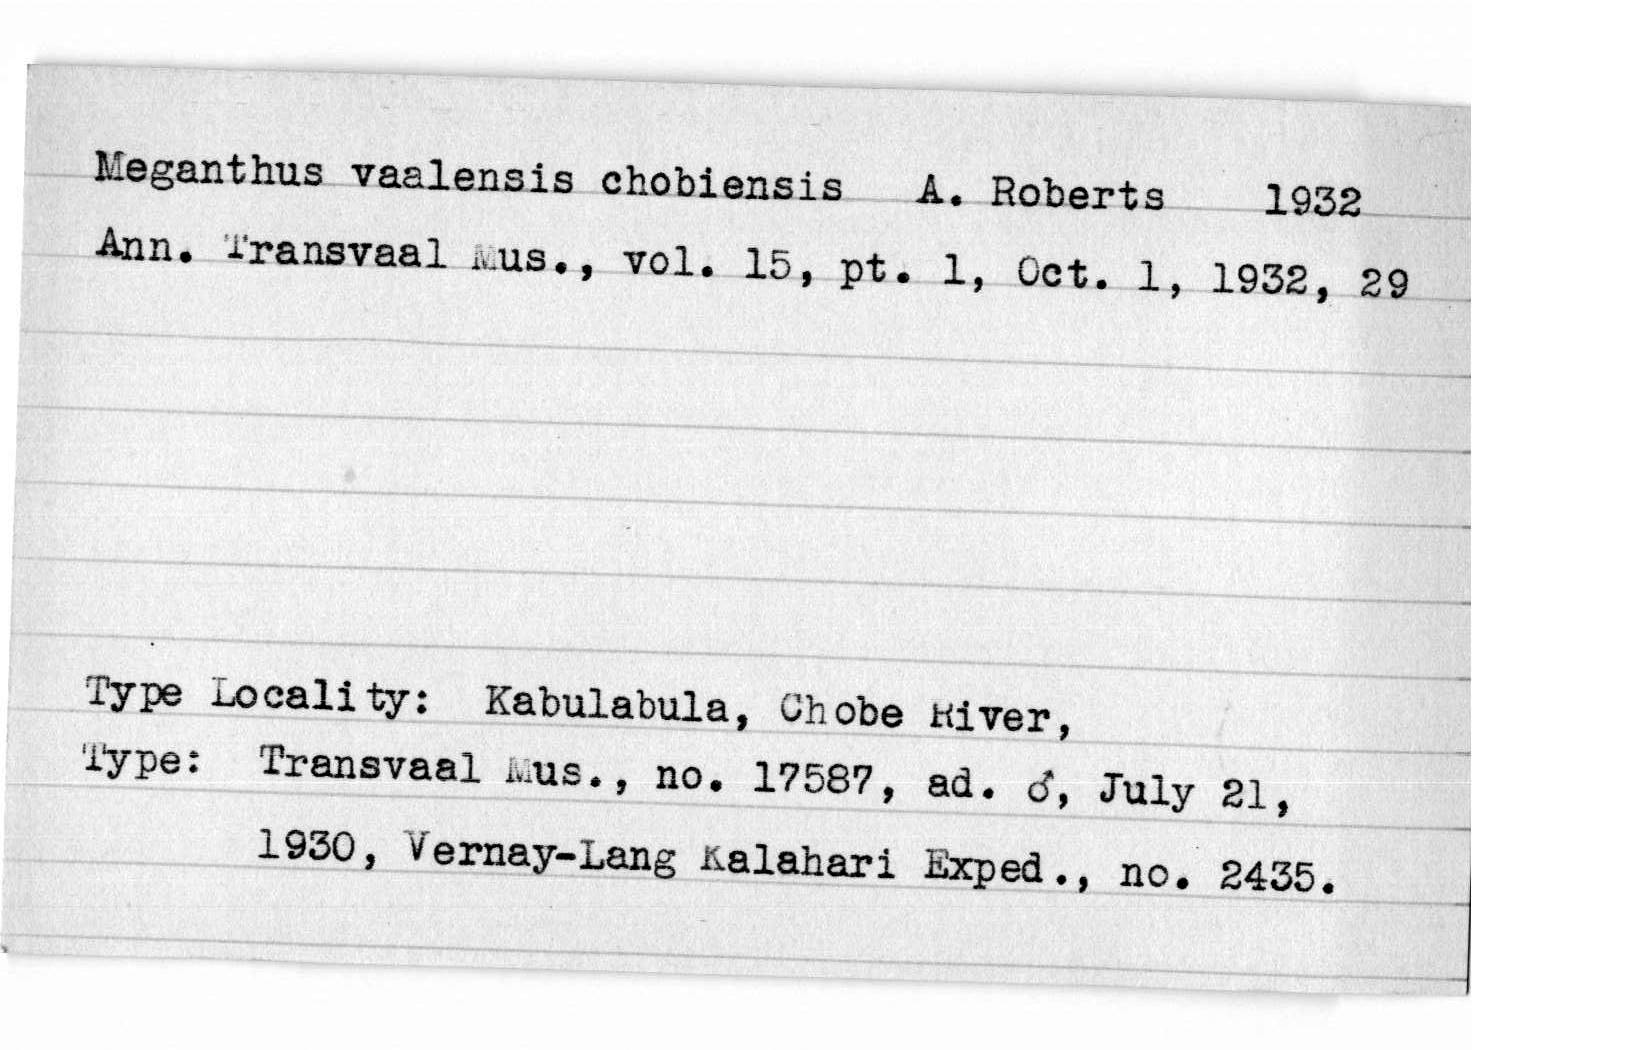 Meganthus vaalensis chobiensis A. Roberts 1932
Ann. Transvaal Mus., vol. 15, pt. 1, Oct. 1, 1932, 29
Type Locality: Kabulabula, Chobe River,
Type: Transvaal Mus., no. 17587, ad. ♂, July 21,
1930, Vernay-Lang Kalahari Exped., no. 2435.